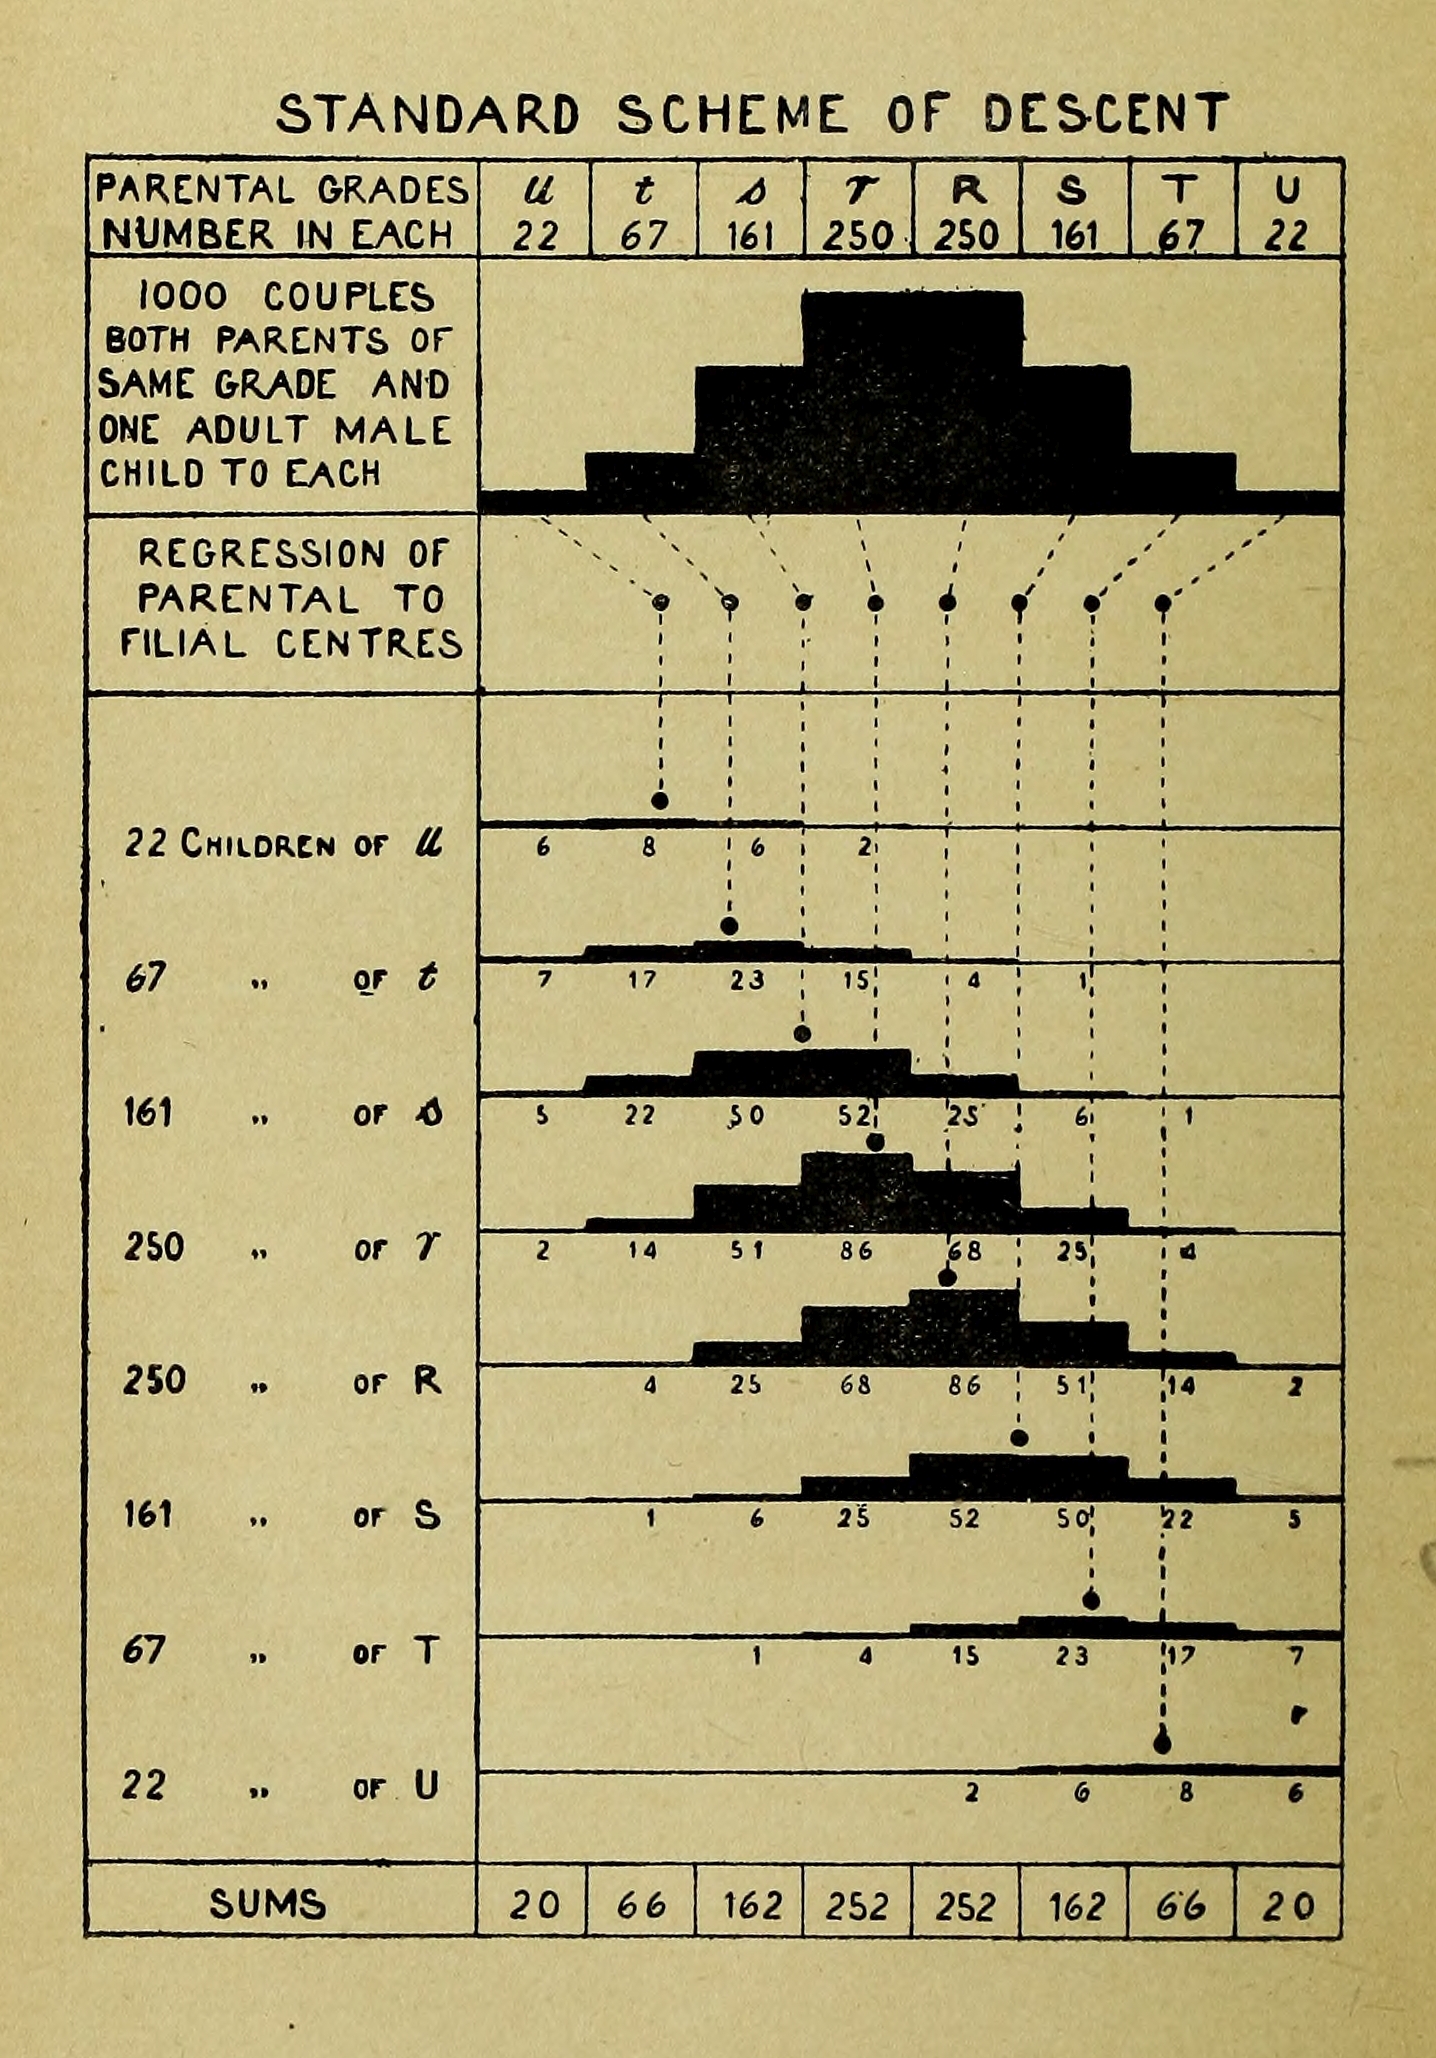 STANDARD SCHEME OF DESCENT
PARENTAL GRADES u t s r R S T U
NUMBER IN EACH 22 67 161 250 250 161 67 22
1000 COUPLES
BOTH PARENTS OF
SAME GRADE AND
ONE ADULT MALE
CHILD TO EACH
REGRESSION OF
PARENTAL TO
FILIAL CENTRES
22 CHILDREN OF u 6 8 6 2
67 " OF t 7 17 23 15 4 1
161 " OF s 5 22 50 52 25 6 1
250 " OF r 2 14 51 86 68 25 4
250 " OF R 4 25 68 86 51 14 2
161 " OF S 1 6 25 52 50 22 5
67 " OF T 1 4 15 23 17 7
22 " OF U 2 6 8 6
SUMS 20 66 162 252 252 162 66 20